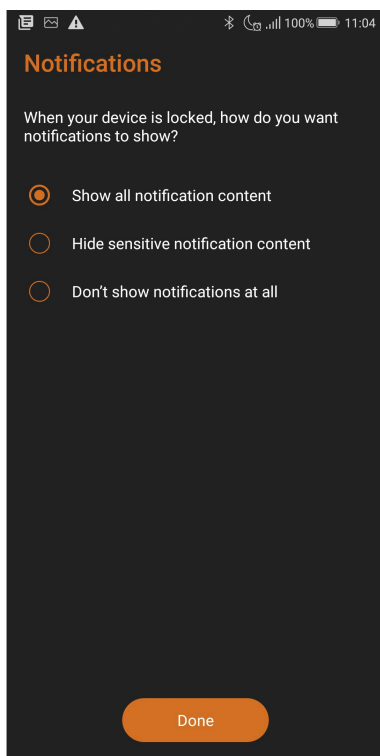 100% 11:04
Notifications
When your device is locked, how do you want
notifications to show?
Show all notification content
Hide sensitive notification content
Don’t show notifications at all
Done